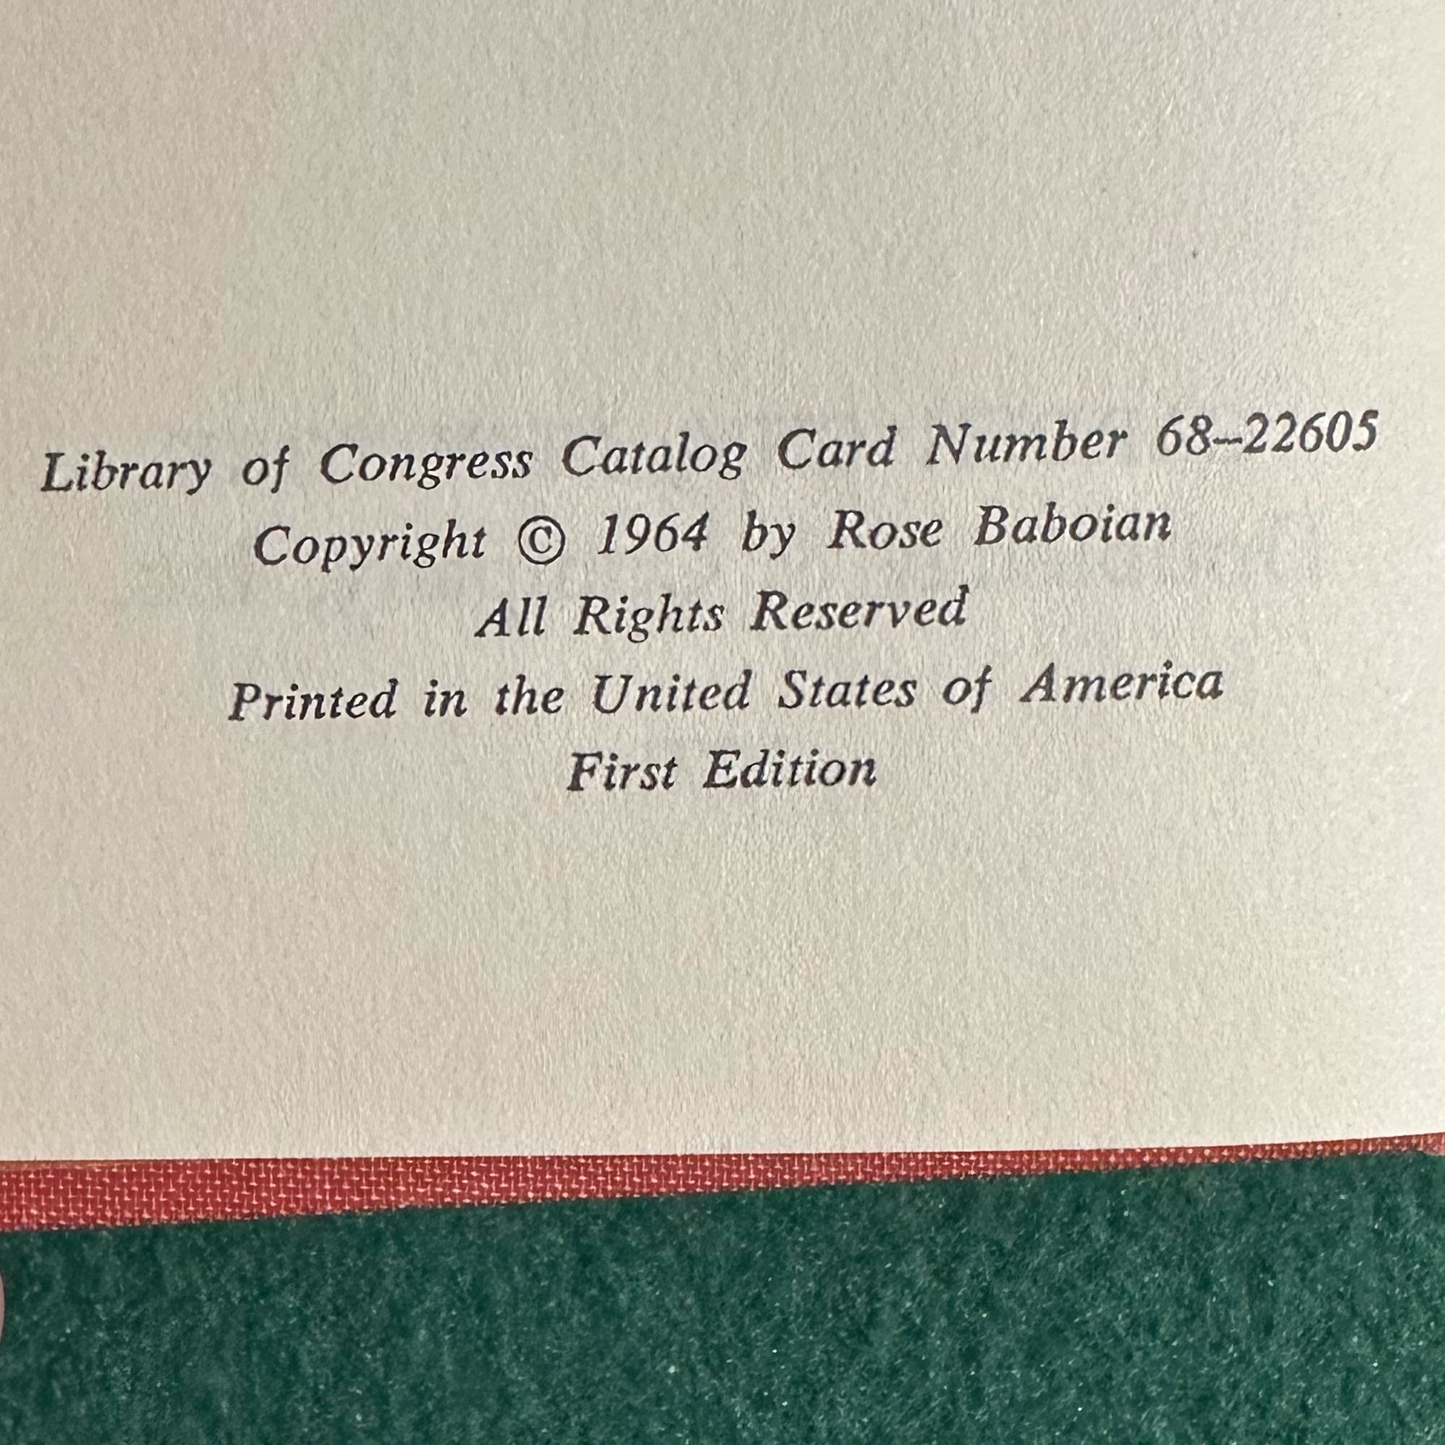 Library of Congress Catalog Card Number 68–22605
Copyright © 1964 by Rose Baboian
All Rights Reserved
Printed in the United States of America
First Edition